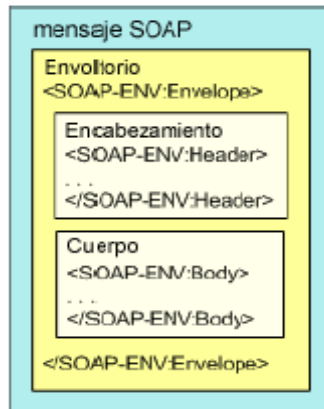 mensaje SOAP
Envoltorio
<SOAP-ENV:Envelope>
Encabezamiento
<SOAP-ENV:Header>
. . .
</SOAP-ENV:Header>
Cuerpo
<SOAP-ENV:Body>
. . .
</SOAP-ENV:Body>
</SOAP-ENV:Envelope>